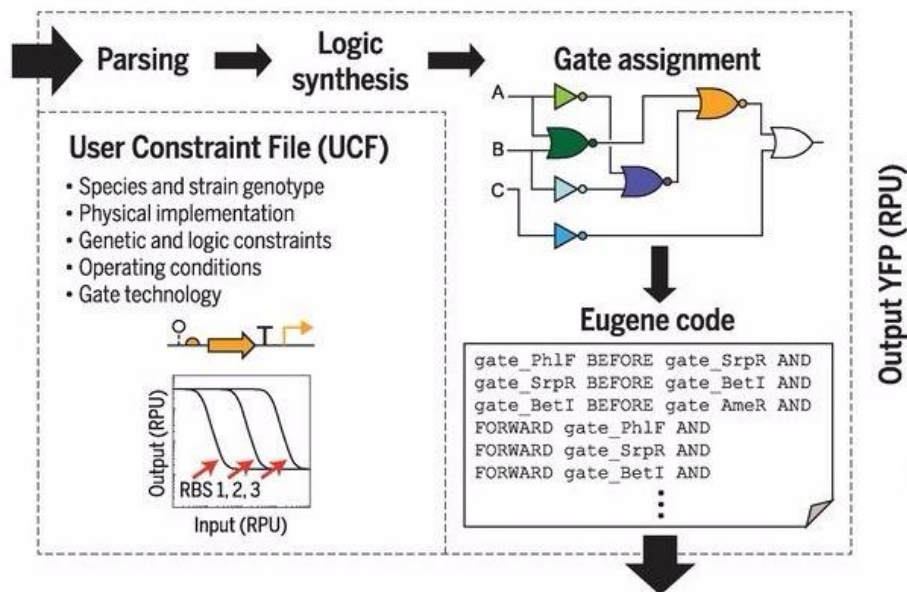 Parsing
Logic
synthesis
Gate assignment
A
B
C
User Constraint File (UCF)
• Species and strain genotype
• Physical implementation
• Genetic and logic constraints
• Operating conditions
• Gate technology
Output (RPU)
RBS 1, 2, 3
Input (RPU)
Eugene code
gate_PhlF BEFORE gate_SrpR AND
gate_SrpR BEFORE gate_BetI AND
gate_BetI BEFORE gate AmeR AND
FORWARD gate_PhlF AND
FORWARD gate_SrpR AND
FORWARD gate_BetI AND
Output YFP (RPU)